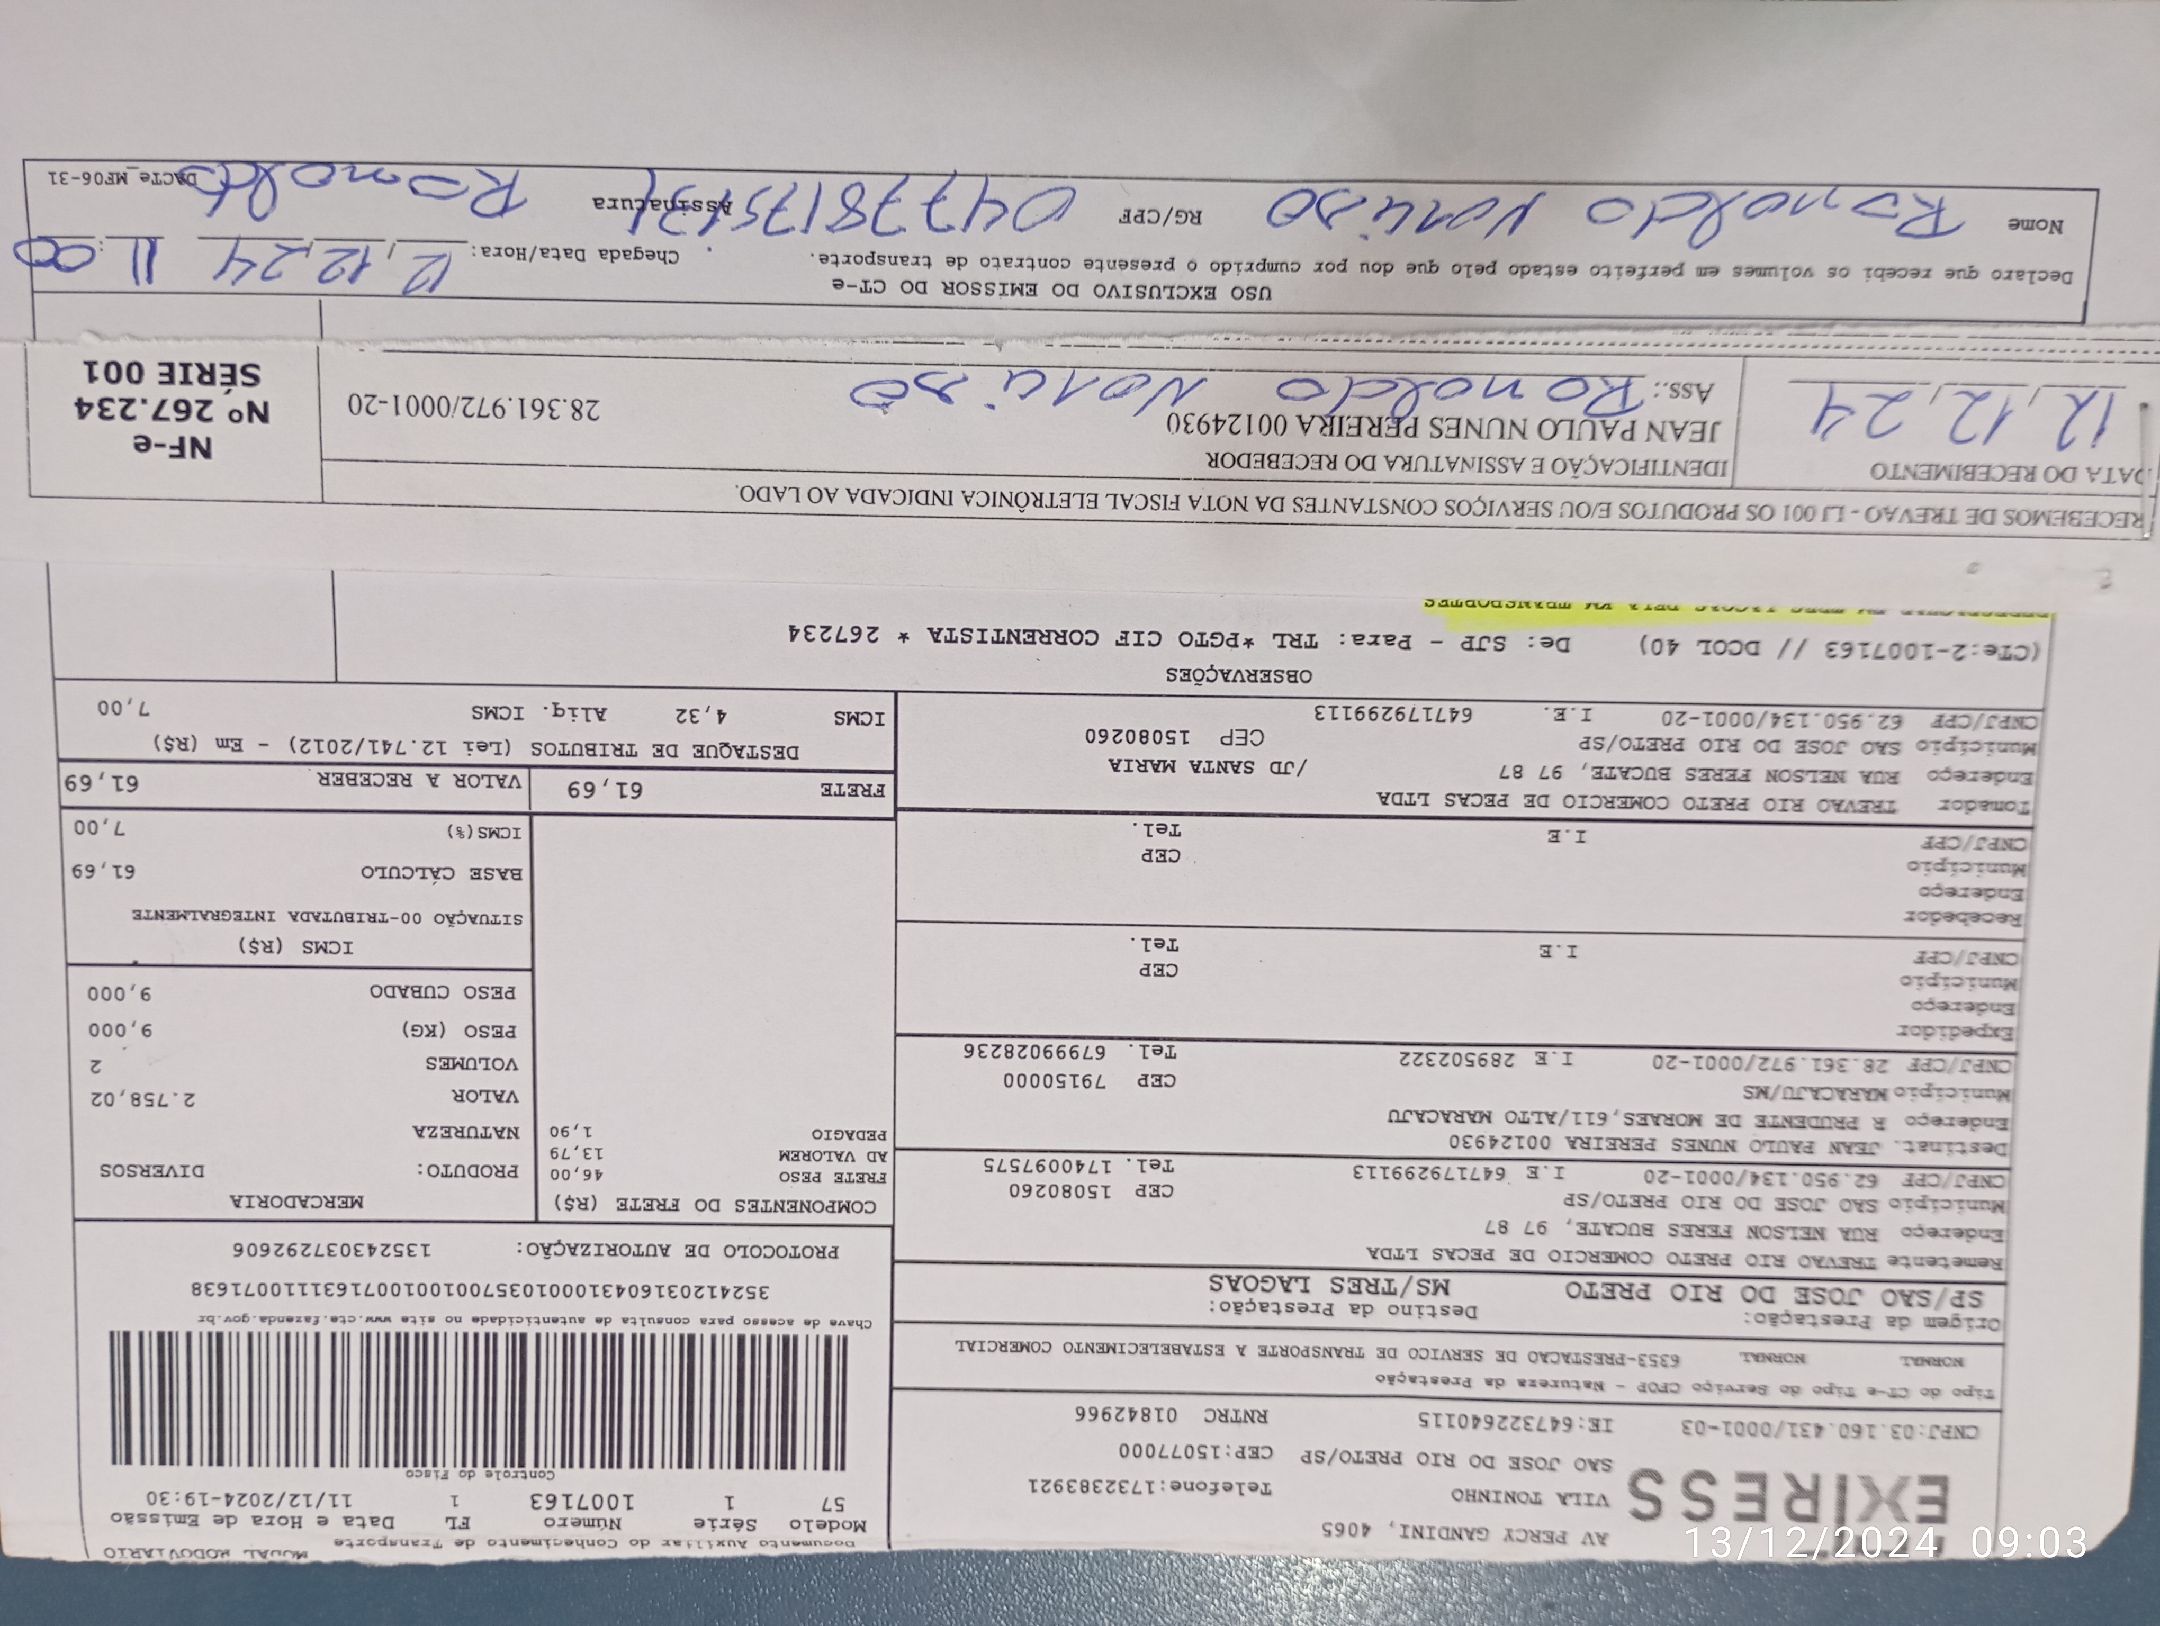 Documento Auxiliar do Conhecimento de Transporte MODAL RODOVIARIO
EXPRESS
AV PERCY GANDINI, 4065
VILA TONINHO Telefone:1732383921
SAO JOSE DO RIO PRETO/SP CEP:15077000
CNPJ:03.160.431/0001-03 IE:647322640115 RNTRC 01842966
Modelo Série Número FL Data e Hora de Emissão
57 1 1007163 1 11/12/2024-19:30
Controle do Fisco
Chave de acesso para consulta de autenticidade no site www.cte.fazenda.gov.br
35241203160431000103570010010071631110071638
PROTOCOLO DE AUTORIZAÇÃO: 135243037292606
Tipo do CT-e Tipo do Serviço CFOP - Natureza da Prestação
NORMAL NORMAL 6353-PRESTACAO DE SERVICO DE TRANSPORTE A ESTABELECIMENTO COMERCIAL
Origem da Prestação: Destino da Prestação:
SP/SAO JOSE DO RIO PRETO MS/TRES LAGOAS
Remetente TREVAO RIO PRETO COMERCIO DE PECAS LTDA
Endereço RUA NELSON FERES BUCATE, 97 87
Município SAO JOSE DO RIO PRETO/SP CEP 15080260
CNPJ/CPF 62.950.134/0001-20 I.E 647179299113 Tel. 1740097575
Destinat. JEAN PAULO NUNES PEREIRA 00124930
Endereço R PRUDENTE DE MORAES,611/ALTO MARACAJU
Município MARACAJU/MS CEP 79150000
CNPJ/CPF 28.361.972/0001-20 I.E 289502322 Tel. 67999028236
Expedidor
Endereço
Município CEP
CNPJ/CPF I.E Tel.
Recebedor
Endereço
Município CEP
CNPJ/CPF I.E Tel.
Tomador TREVAO RIO PRETO COMERCIO DE PECAS LTDA
Endereço RUA NELSON FERES BUCATE, 97 87 /JD SANTA MARIA
Município SAO JOSE DO RIO PRETO/SP CEP 15080260
CNPJ/CPF 62.950.134/0001-20 I.E. 647179299113
COMPONENTES DO FRETE (R$)
FRETE PESO 46,00
AD VALOREM 13,79
PEDAGIO 1,90
MERCADORIA
PRODUTO: DIVERSOS
NATUREZA
VALOR 2.758,02
VOLUMES 2
PESO (KG) 9,000
PESO CUBADO 9,000
ICMS (R$)
SITUAÇÃO 00-TRIBUTADA INTEGRALMENTE
BASE CÁLCULO 61,69
ICMS(%) 7,00
FRETE 61,69 VALOR A RECEBER 61,69
DESTAQUE DE TRIBUTOS (Lei 12.741/2012) - Em (R$)
ICMS 4,32 Aliq. ICMS 7,00
OBSERVAÇÕES
(CTe:2-1007163 // DCOL 40) De: SJP - Para: TRL *PGTO CIF CORRENTISTA * 267234
RECEBEMOS DE TREVAO - LJ 001 OS PRODUTOS E/OU SERVIÇOS CONSTANTES DA NOTA FISCAL ELETRÔNICA INDICADA AO LADO.
DATA DO RECEBIMENTO IDENTIFICAÇÃO E ASSINATURA DO RECEBEDOR
12,12,24
JEAN PAULO NUNES PEREIRA 00124930 28.361.972/0001-20
Ass.: Romoldo
NF-e
Nº 267.234
SÉRIE 001
USO EXCLUSIVO DO EMISSOR DO CT-e
Declaro que recebi os volumes em perfeito estado pelo que dou por cumprido o presente contrato de transporte. Chegada Data/Hora: 12,12,24 11:00
Nome Romoldo RG/CPF Assinatura Romoldo
DACTe_MF06-31
13/12/2024 09:03